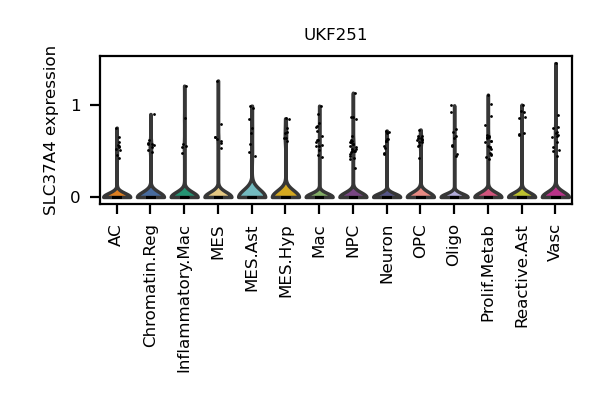 UKF251
SLC37A4 expression
1
0
AC
Chromatin.Reg
Inflammatory.Mac
MES
MES.Ast
MES.Hyp
Mac
NPC
Neuron
OPC
Oligo
Prolif.Metab
Reactive.Ast
Vasc